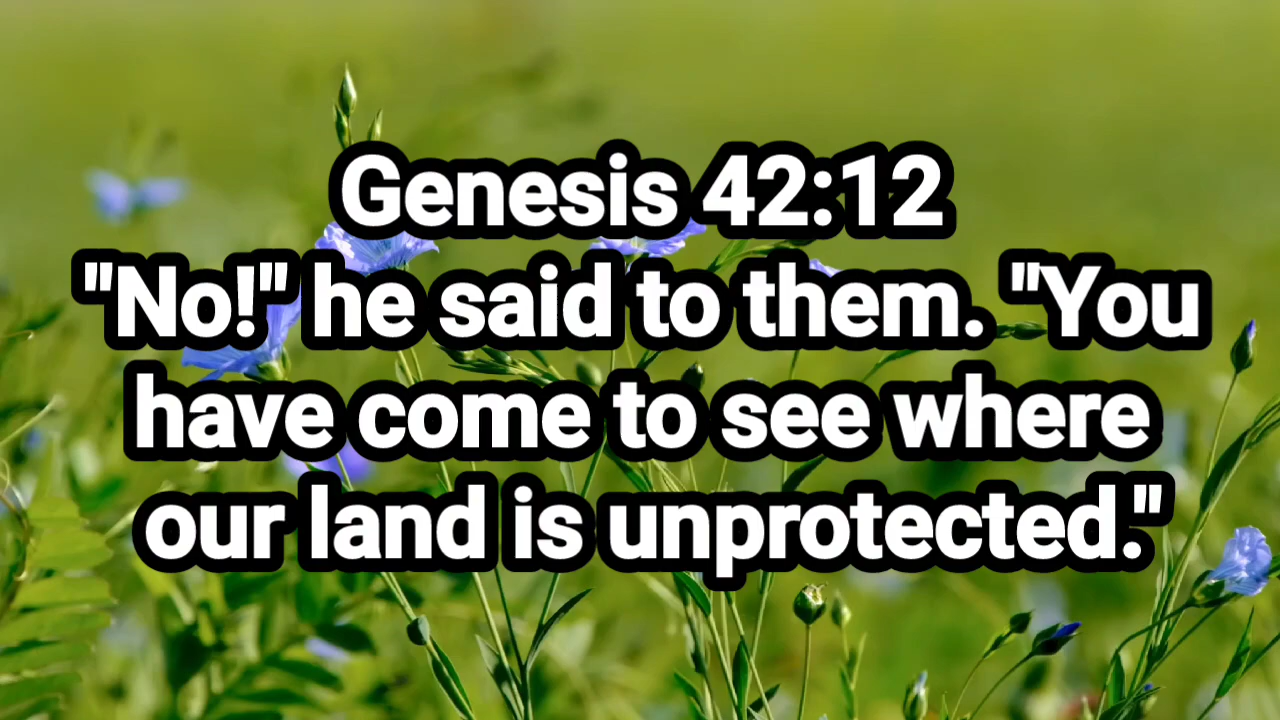 Genesis 42:12
"No!" he said to them. "You
have come to see where
our land is unprotected."